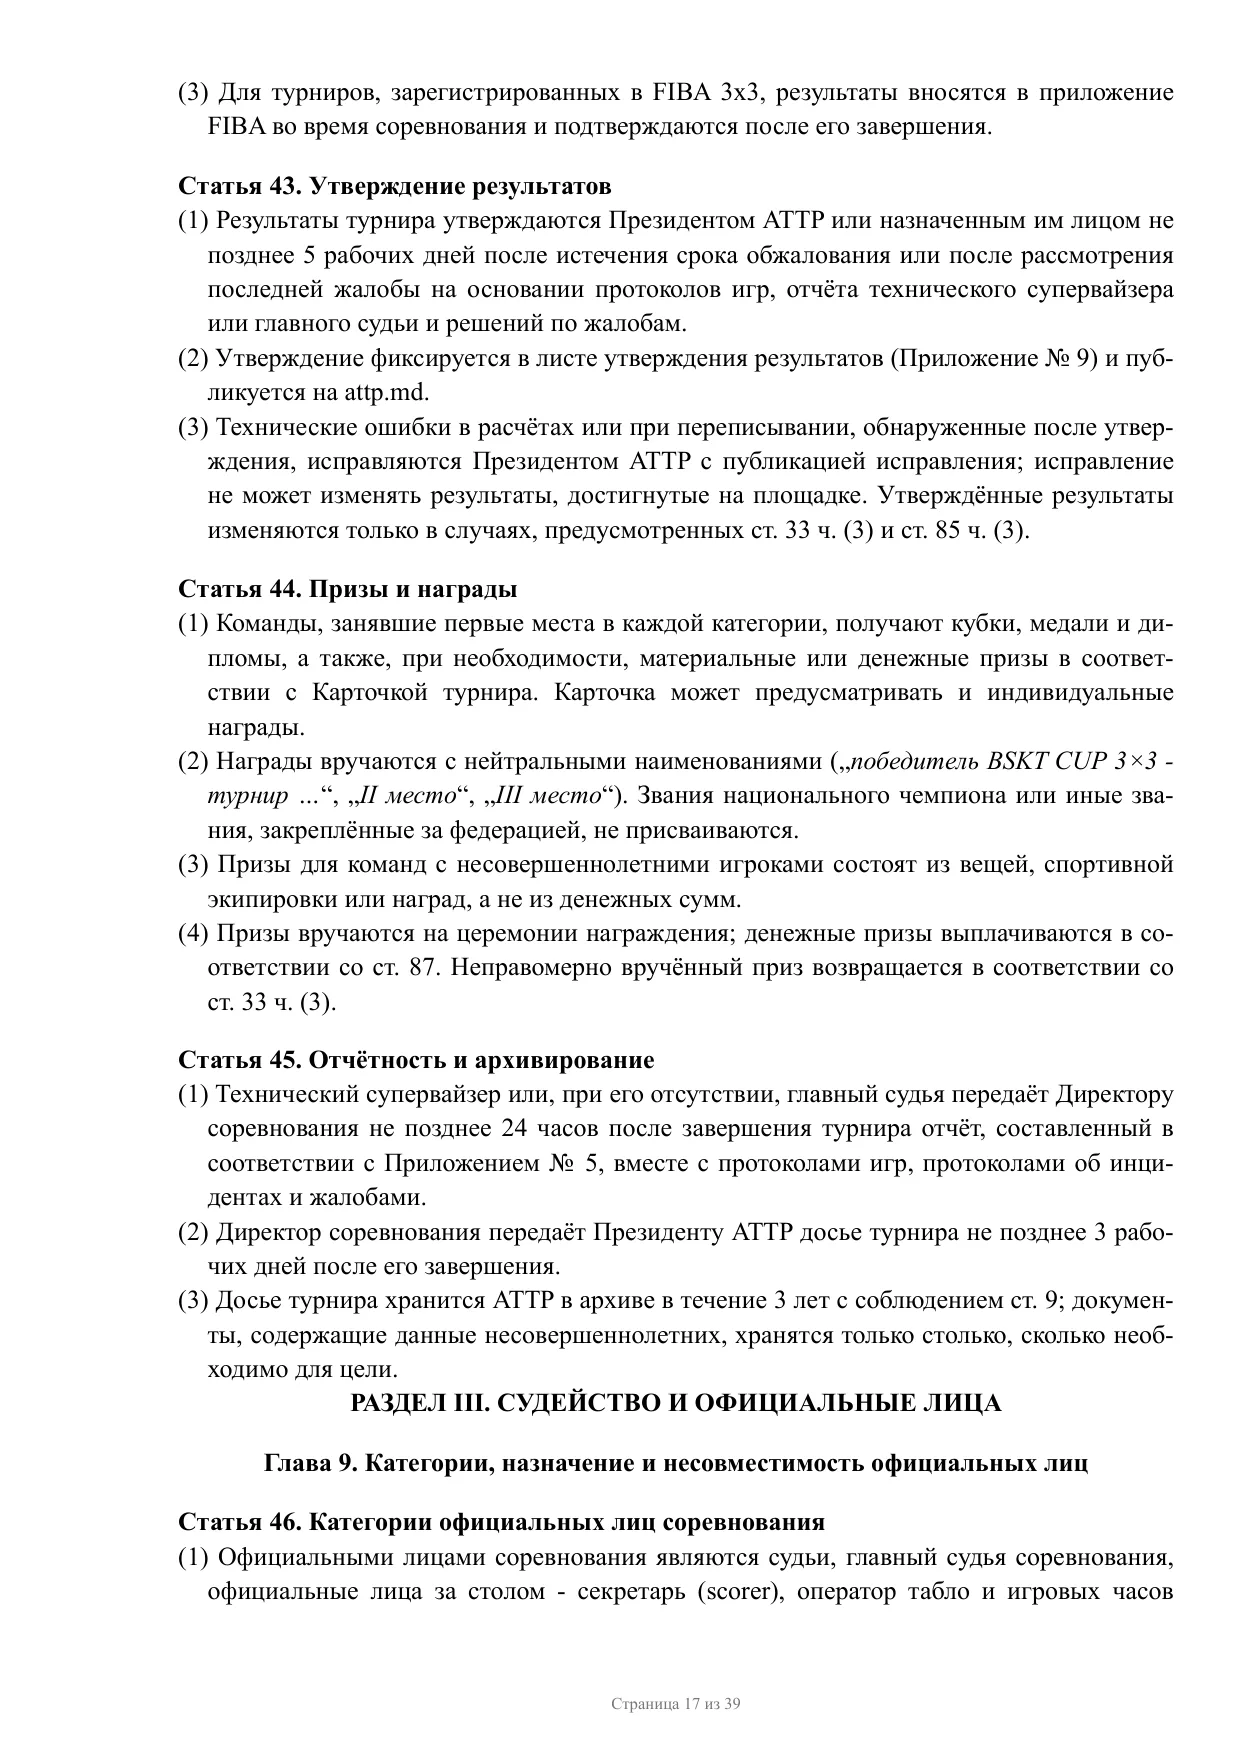 (3) Для турниров, зарегистрированных в FIBA 3x3, результаты вносятся в приложение
FIBA во время соревнования и подтверждаются после его завершения.
Статья 43. Утверждение результатов
(1) Результаты турнира утверждаются Президентом АТТР или назначенным им лицом не
позднее 5 рабочих дней после истечения срока обжалования или после рассмотрения
последней жалобы на основании протоколов игр, отчёта технического супервайзера
или главного судьи и решений по жалобам.
(2) Утверждение фиксируется в листе утверждения результатов (Приложение № 9) и пуб-
ликуется на attp.md.
(3) Технические ошибки в расчётах или при переписывании, обнаруженные после утвер-
ждения, исправляются Президентом АТТР с публикацией исправления; исправление
не может изменять результаты, достигнутые на площадке. Утверждённые результаты
изменяются только в случаях, предусмотренных ст. 33 ч. (3) и ст. 85 ч. (3).
Статья 44. Призы и награды
(1) Команды, занявшие первые места в каждой категории, получают кубки, медали и ди-
пломы, а также, при необходимости, материальные или денежные призы в соответ-
ствии с Карточкой турнира. Карточка может предусматривать и индивидуальные
награды.
(2) Награды вручаются с нейтральными наименованиями („победитель BSKT CUP 3×3 -
турнир …“, „II место“, „III место“). Звания национального чемпиона или иные зва-
ния, закреплённые за федерацией, не присваиваются.
(3) Призы для команд с несовершеннолетними игроками состоят из вещей, спортивной
экипировки или наград, а не из денежных сумм.
(4) Призы вручаются на церемонии награждения; денежные призы выплачиваются в со-
ответствии со ст. 87. Неправомерно вручённый приз возвращается в соответствии со
ст. 33 ч. (3).
Статья 45. Отчётность и архивирование
(1) Технический супервайзер или, при его отсутствии, главный судья передаёт Директору
соревнования не позднее 24 часов после завершения турнира отчёт, составленный в
соответствии с Приложением № 5, вместе с протоколами игр, протоколами об инци-
дентах и жалобами.
(2) Директор соревнования передаёт Президенту АТТР досье турнира не позднее 3 рабо-
чих дней после его завершения.
(3) Досье турнира хранится АТТР в архиве в течение 3 лет с соблюдением ст. 9; докумен-
ты, содержащие данные несовершеннолетних, хранятся только столько, сколько необ-
ходимо для цели.
РАЗДЕЛ III. СУДЕЙСТВО И ОФИЦИАЛЬНЫЕ ЛИЦА
Глава 9. Категории, назначение и несовместимость официальных лиц
Статья 46. Категории официальных лиц соревнования
(1) Официальными лицами соревнования являются судьи, главный судья соревнования,
официальные лица за столом - секретарь (scorer), оператор табло и игровых часов
Страница 17 из 39